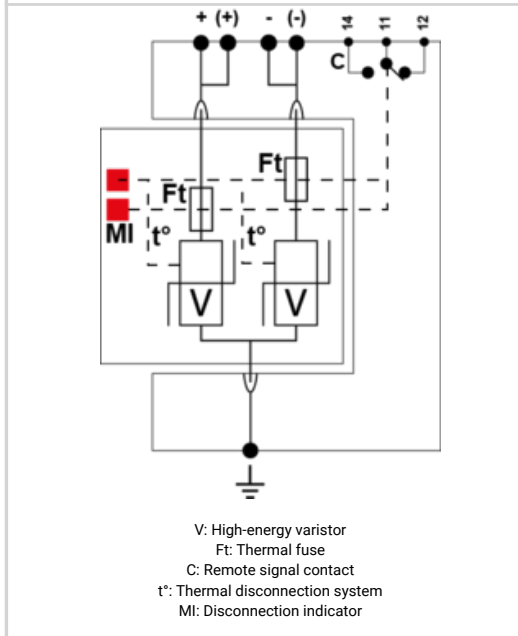 + (+) - (-) 14 11 12
C
Ft
Ft
MI t° t°
V V
V: High-energy varistor
Ft: Thermal fuse
C: Remote signal contact
t°: Thermal disconnection system
MI: Disconnection indicator